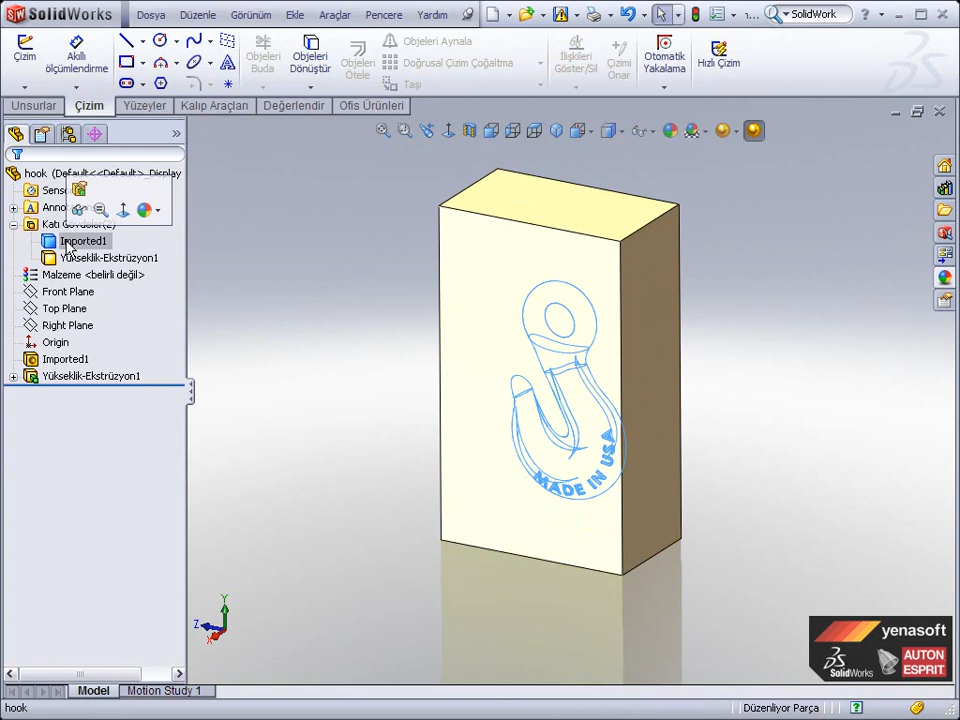 SolidWorks
Dosya Düzenle Görünüm Ekle Araçlar Pencere Yardım
... SolidWork
Çizim
Akıllı ölçümlendirme
Objeleri Buda
Objeleri Dönüştür
Objeleri Ötele
Objeleri Aynala
Doğrusal Çizim Çoğaltma
Taşı
İlişkileri Göster/Sil
Çizimi Onar
Otomatik Yakalama
Hızlı Çizim
Unsurlar Çizim Yüzeyler Kalıp Araçları Değerlendir Ofis Ürünleri
hook (Default<<Default>_Display
Sens
Anno
Katı Gövdeler(2)
Imported1
Yükseklik-Ekstrüzyon1
Malzeme <belirli değil>
Front Plane
Top Plane
Right Plane
Origin
Imported1
Yükseklik-Ekstrüzyon1
MADE IN USA
Y
Z
X
yenasoft
SolidWorks
AUTON
ESPRIT
Model Motion Study 1
hook
Düzenliyor Parça